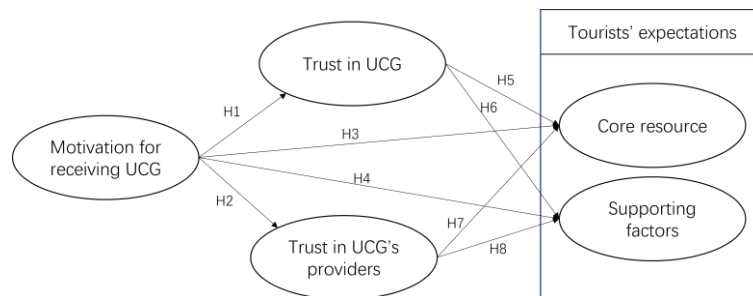 Tourists’ expectations
Trust in UCG
H5
H6
H1
Core resource
H3
Motivation for
receiving UCG
H4
H2
H7
Supporting
factors
Trust in UCG’s
providers
H8